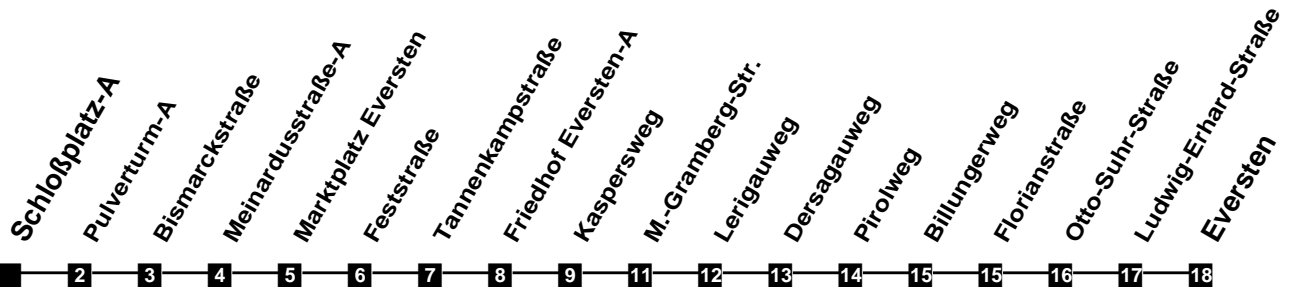 Schloßplatz-A
Pulverturm-A
Bismarckstraße
Meinardusstraße-A
Marktplatz Eversten
Feststraße
Tannenkampstraße
Friedhof Eversten-A
Kaspersweg
M.-Gramberg-Str.
Lerigauweg
Dersagauweg
Pirolweg
Billungerweg
Florianstraße
Otto-Suhr-Straße
Ludwig-Erhard-Straße
Eversten
2 3 4 5 6 7 8 9 11 12 13 14 15 15 16 17 18